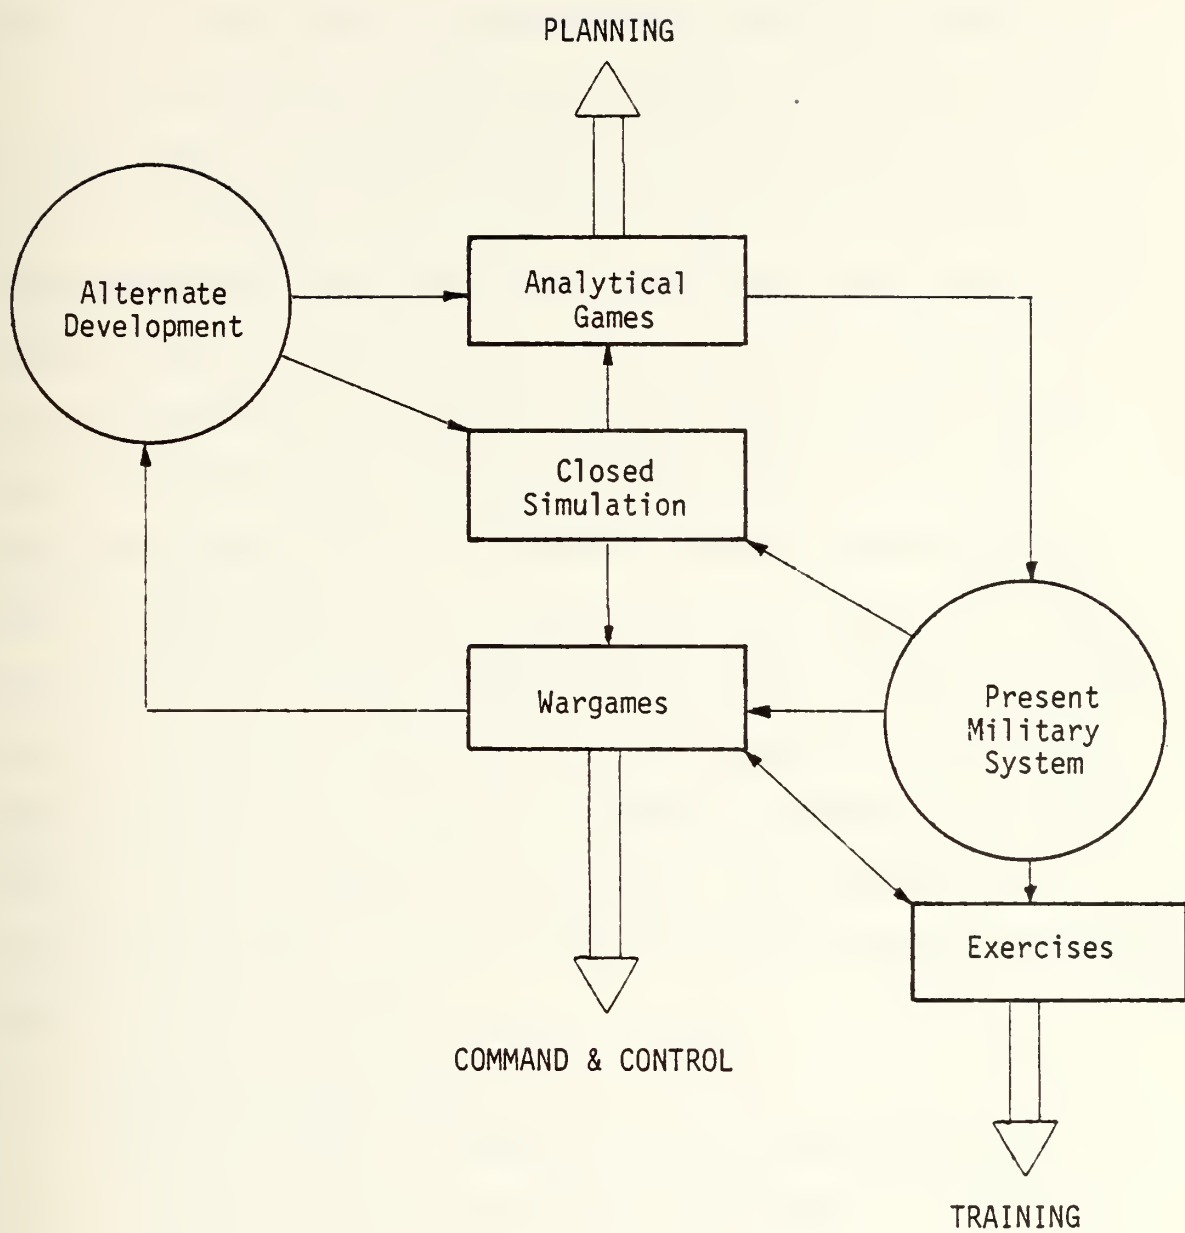 PLANNING
Alternate
Development
Analytical
Games
Closed
Simulation
Wargames
Present
Military
System
Exercises
COMMAND & CONTROL
TRAINING